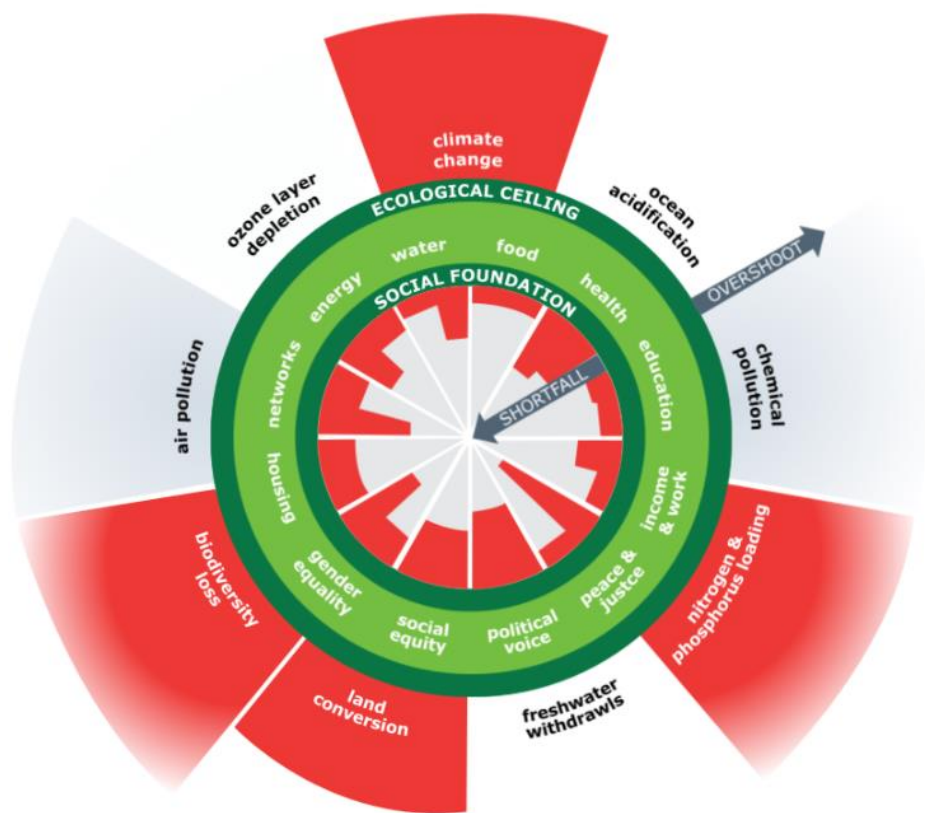 climate
change
ozone layer
depletion
ocean
acidification
ECOLOGICAL CEILING
OVERSHOOT
water
food
energy
health
SOCIAL FOUNDATION
air pollution
networks
education
chemical
pollution
SHORTFALL
housing
income
& work
biodiversity
loss
nitrogen &
phosphorus loading
gender
equality
peace &
justce
social
equity
political
voice
land
conversion
freshwater
withdrawls